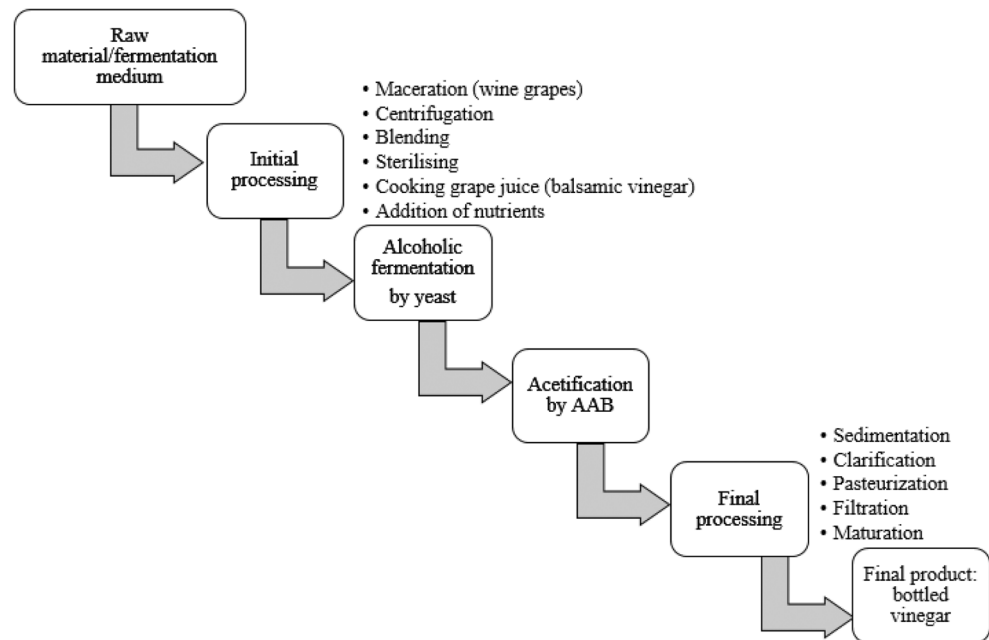 Raw
material/fermentation
medium
• Maceration (wine grapes)
• Centrifugation
• Blending
• Sterilising
• Cooking grape juice (balsamic vinegar)
• Addition of nutrients
Initial
processing
Alcoholic
fermentation
by yeast
Acetification
by AAB
• Sedimentation
• Clarification
• Pasteurization
• Filtration
• Maturation
Final
processing
Final product:
bottled
vinegar